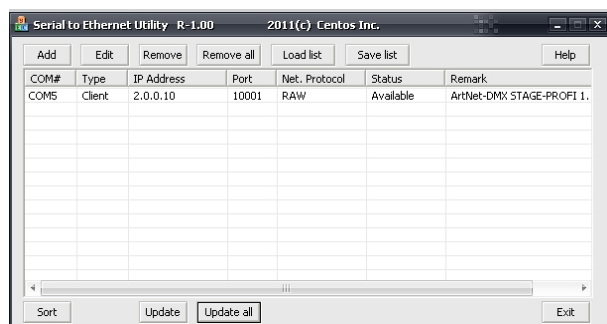 Serial to Ethernet Utility R-1.00 2011(c) Centos Inc.
Add Edit Remove Remove all Load list Save list Help
COM# Type IP Address Port Net. Protocol Status Remark
COM5 Client 2.0.0.10 10001 RAW Available ArtNet-DMX STAGE-PROFI 1.
Sort Update Update all Exit